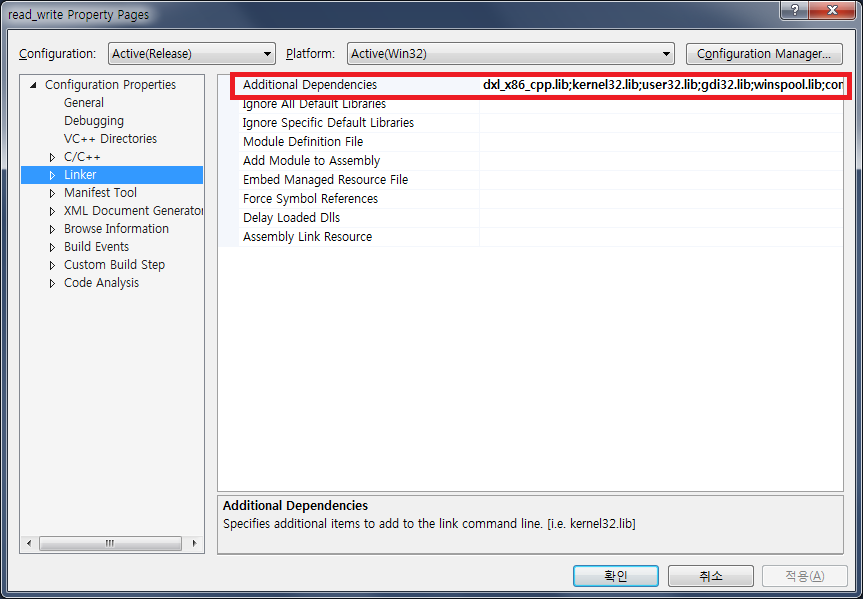 read_write Property Pages
?
Configuration: Active(Release) Platform: Active(Win32) Configuration Manager...
Configuration Properties
General
Debugging
VC++ Directories
C/C++
Linker
Manifest Tool
XML Document Generator
Browse Information
Build Events
Custom Build Step
Code Analysis
Additional Dependencies dxl_x86_cpp.lib;kernel32.lib;user32.lib;gdi32.lib;winspool.lib;cor
Ignore All Default Libraries
Ignore Specific Default Libraries
Module Definition File
Add Module to Assembly
Embed Managed Resource File
Force Symbol References
Delay Loaded Dlls
Assembly Link Resource
Additional Dependencies
Specifies additional items to add to the link command line. [i.e. kernel32.lib]
확인 취소 적용(A)